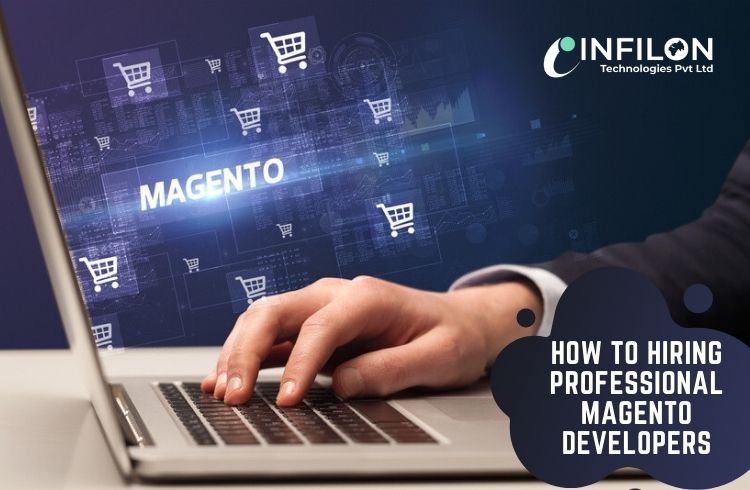 INFILON
Technologies Pvt Ltd
MAGENTO
HOW TO HIRING
PROFESSIONAL
MAGENTO
DEVELOPERS